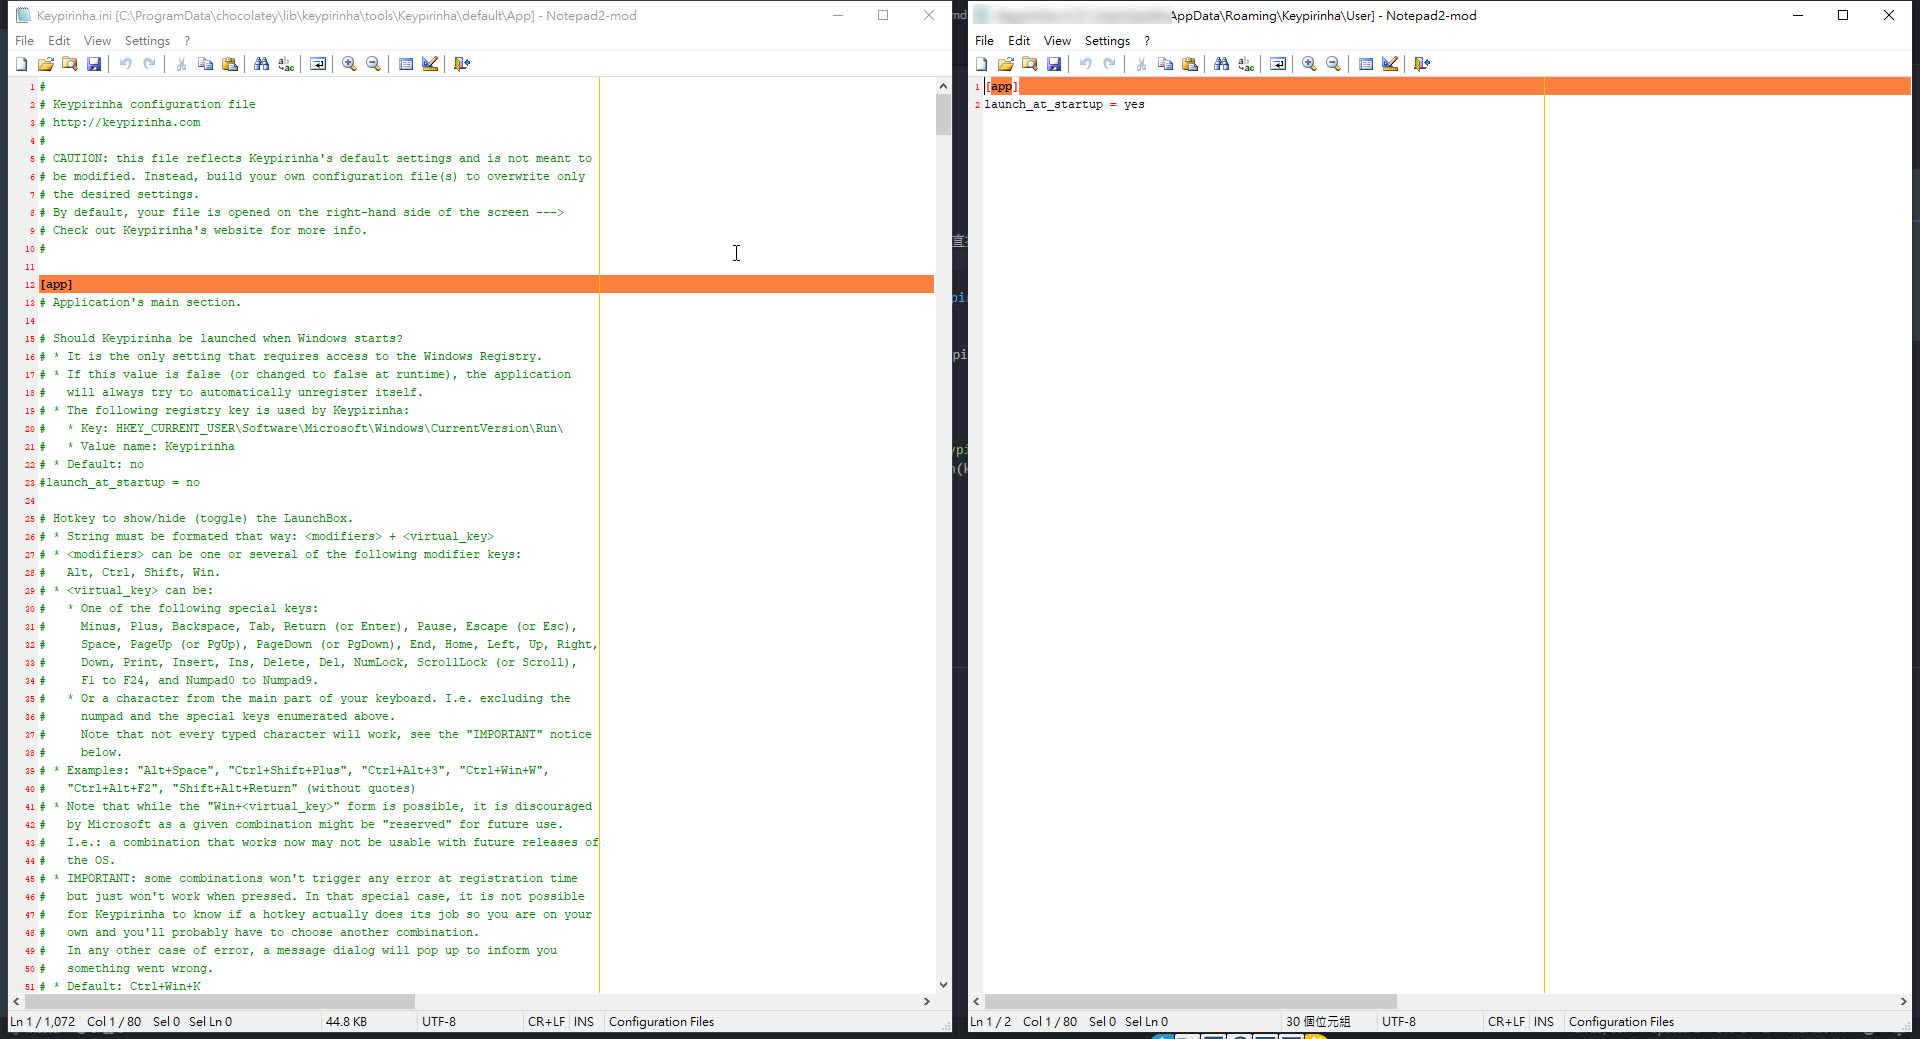 Keypirinha.ini [C:\ProgramData\chocolatey\lib\keypirinha\tools\Keypirinha\default\App] - Notepad2-mod
File Edit View Settings ?
1 #
2 # Keypirinha configuration file
3 # http://keypirinha.com
4 #
5 # CAUTION: this file reflects Keypirinha's default settings and is not meant to
6 # be modified. Instead, build your own configuration file(s) to overwrite only
7 # the desired settings.
8 # By default, your file is opened on the right-hand side of the screen --->
9 # Check out Keypirinha's website for more info.
10 #
11
12 [app]
13 # Application's main section.
14
15 # Should Keypirinha be launched when Windows starts?
16 # * It is the only setting that requires access to the Windows Registry.
17 # * If this value is false (or changed to false at runtime), the application
18 #   will always try to automatically unregister itself.
19 # * The following registry key is used by Keypirinha:
20 #   * Key: HKEY_CURRENT_USER\Software\Microsoft\Windows\CurrentVersion\Run\
21 #   * Value name: Keypirinha
22 # * Default: no
23 #launch_at_startup = no
24
25 # Hotkey to show/hide (toggle) the LaunchBox.
26 # * String must be formated that way: <modifiers> + <virtual_key>
27 # * <modifiers> can be one or several of the following modifier keys:
28 #   Alt, Ctrl, Shift, Win.
29 # * <virtual_key> can be:
30 #   * One of the following special keys:
31 #     Minus, Plus, Backspace, Tab, Return (or Enter), Pause, Escape (or Esc),
32 #     Space, PageUp (or PgUp), PageDown (or PgDown), End, Home, Left, Up, Right,
33 #     Down, Print, Insert, Ins, Delete, Del, NumLock, ScrollLock (or Scroll),
34 #     F1 to F24, and Numpad0 to Numpad9.
35 #   * Or a character from the main part of your keyboard. I.e. excluding the
36 #     numpad and the special keys enumerated above.
37 #     Note that not every typed character will work, see the "IMPORTANT" notice
38 #     below.
39 # * Examples: "Alt+Space", "Ctrl+Shift+Plus", "Ctrl+Alt+3", "Ctrl+Win+W",
40 #   "Ctrl+Alt+F2", "Shift+Alt+Return" (without quotes)
41 # * Note that while the "Win+<virtual_key>" form is possible, it is discouraged
42 #   by Microsoft as a given combination might be "reserved" for future use.
43 #   I.e.: a combination that works now may not be usable with future releases of
44 #   the OS.
45 # * IMPORTANT: some combinations won't trigger any error at registration time
46 #   but just won't work when pressed. In that special case, it is not possible
47 #   for Keypirinha to know if a hotkey actually does its job so you are on your
48 #   own and you'll probably have to choose another combination.
49 #   In any other case of error, a message dialog will pop up to inform you
50 #   something went wrong.
51 # * Default: Ctrl+Win+K
Ln 1 / 1,072 Col 1 / 80 Sel 0 Sel Ln 0 44.8 KB UTF-8 CR+LF INS Configuration Files
AppData\Roaming\Keypirinha\User] - Notepad2-mod
File Edit View Settings ?
1 [app]
2 launch_at_startup = yes
Ln 1 / 2 Col 1 / 80 Sel 0 Sel Ln 0 30 個位元組 UTF-8 CR+LF INS Configuration Files